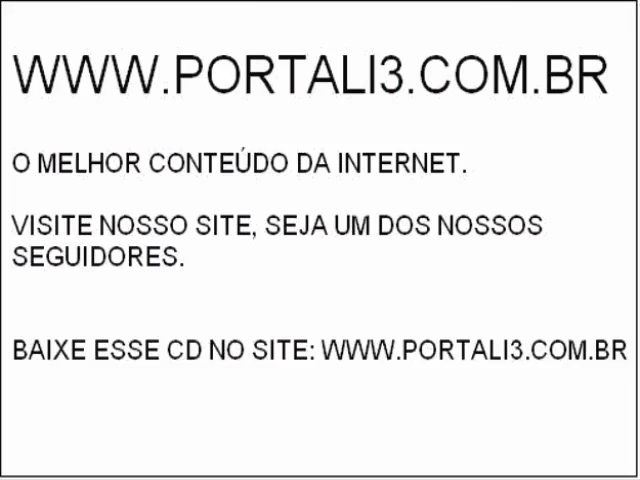 WWW.PORTALI3.COM.BR
O MELHOR CONTEÚDO DA INTERNET.
VISITE NOSSO SITE, SEJA UM DOS NOSSOS
SEGUIDORES.
BAIXE ESSE CD NO SITE: WWW.PORTALI3.COM.BR